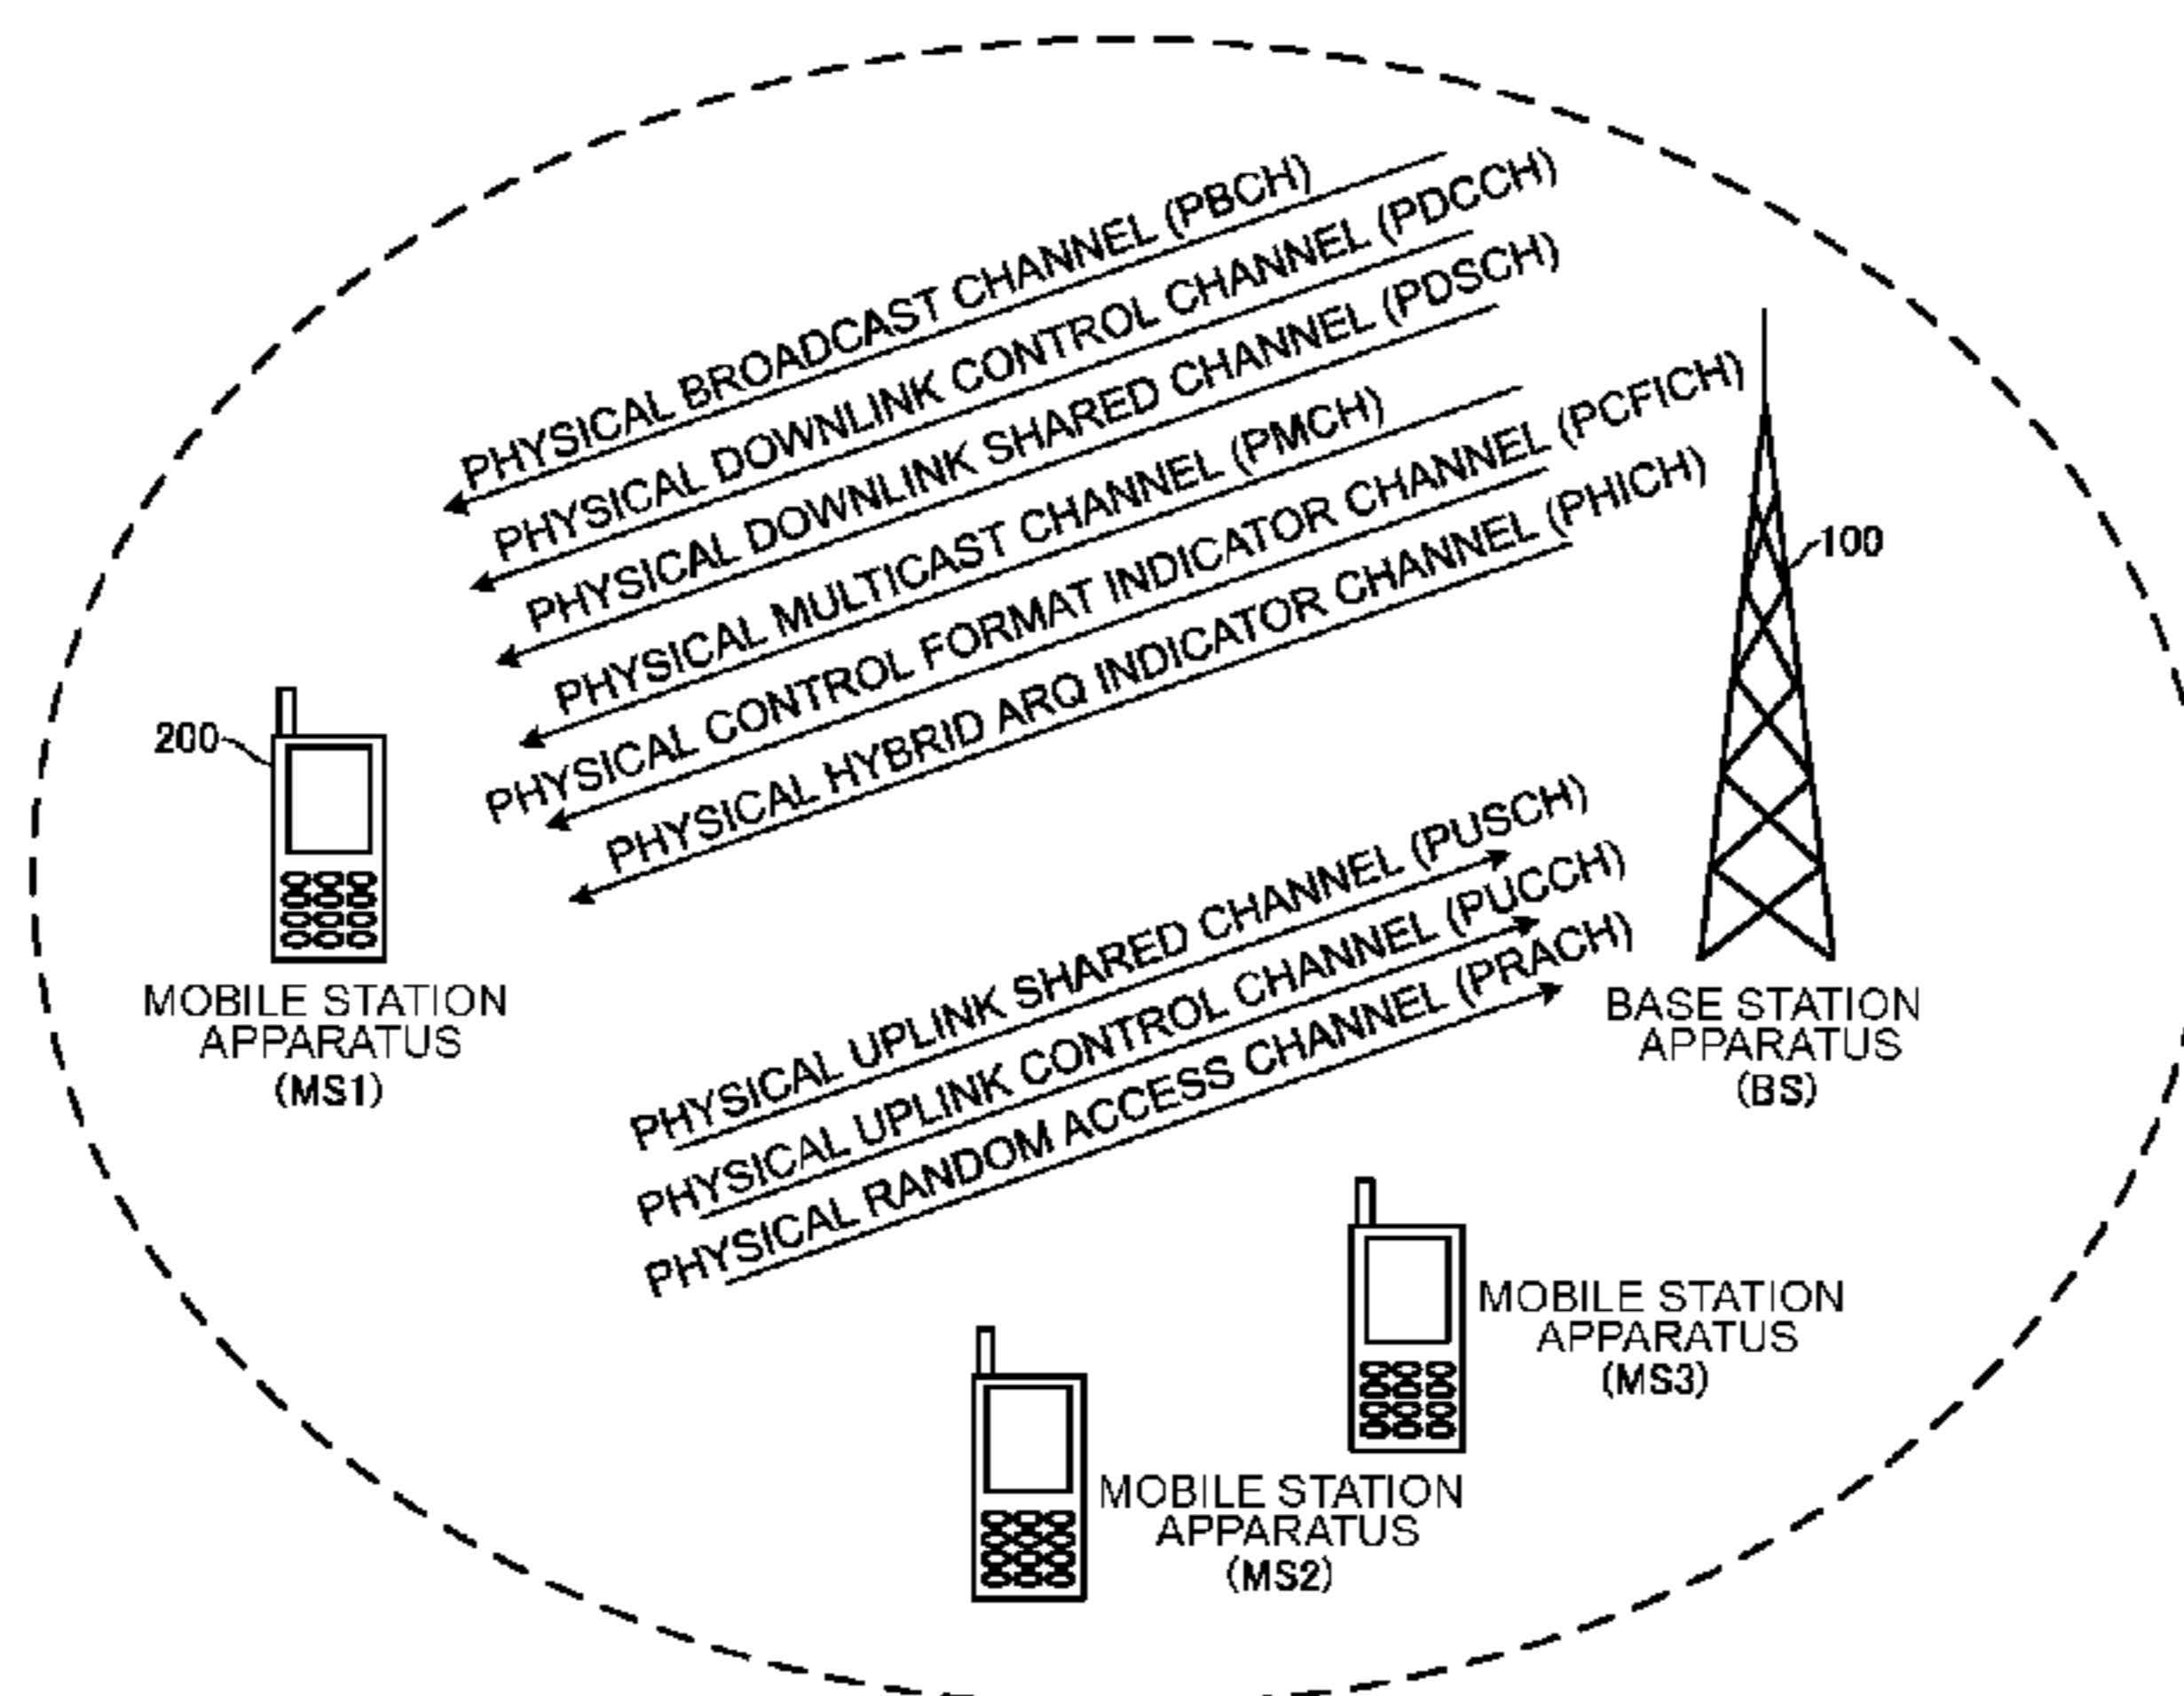 PHYSICAL BROADCAST CHANNEL (PBCH)
PHYSICAL DOWNLINK CONTROL CHANNEL (PDCCH)
PHYSICAL DOWNLINK SHARED CHANNEL (PDSCH)
PHYSICAL MULTICAST CHANNEL (PMCH)
PHYSICAL CONTROL FORMAT INDICATOR CHANNEL (PCFICH)
PHYSICAL HYBRID ARQ INDICATOR CHANNEL (PHICH)
100
200
PHYSICAL UPLINK SHARED CHANNEL (PUSCH)
PHYSICAL UPLINK CONTROL CHANNEL (PUCCH)
PHYSICAL RANDOM ACCESS CHANNEL (PRACH)
MOBILE STATION
APPARATUS
(MS1)
BASE STATION
APPARATUS
(BS)
MOBILE STATION
APPARATUS
(MS3)
MOBILE STATION
APPARATUS
(MS2)